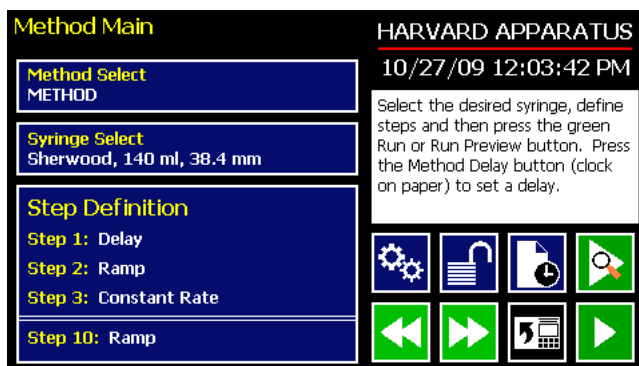 Method Main
Method Select
METHOD
Syringe Select
Sherwood, 140 ml, 38.4 mm
Step Definition
Step 1: Delay
Step 2: Ramp
Step 3: Constant Rate
Step 10: Ramp
HARVARD APPARATUS
10/27/09 12:03:42 PM
Select the desired syringe, define
steps and then press the green
Run or Run Preview button. Press
the Method Delay button (clock
on paper) to set a delay.